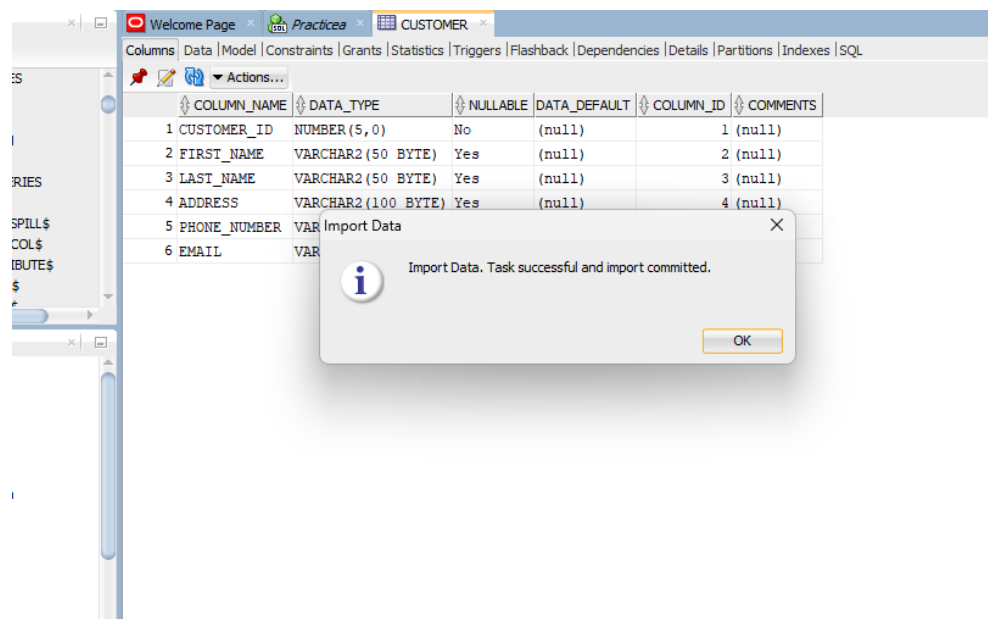 Welcome Page Practicea CUSTOMER
Columns Data Model Constraints Grants Statistics Triggers Flashback Dependencies Details Partitions Indexes SQL
Actions...
COLUMN_NAME DATA_TYPE NULLABLE DATA_DEFAULT COLUMN_ID COMMENTS
1 CUSTOMER_ID NUMBER(5,0) No (null) 1 (null)
2 FIRST_NAME VARCHAR2(50 BYTE) Yes (null) 2 (null)
3 LAST_NAME VARCHAR2(50 BYTE) Yes (null) 3 (null)
4 ADDRESS VARCHAR2(100 BYTE) Yes (null) 4 (null)
5 PHONE_NUMBER VAR
6 EMAIL VAR
Import Data
Import Data. Task successful and import committed.
OK
ES
RIES
SPILL$
COL$
IBUTE$
$